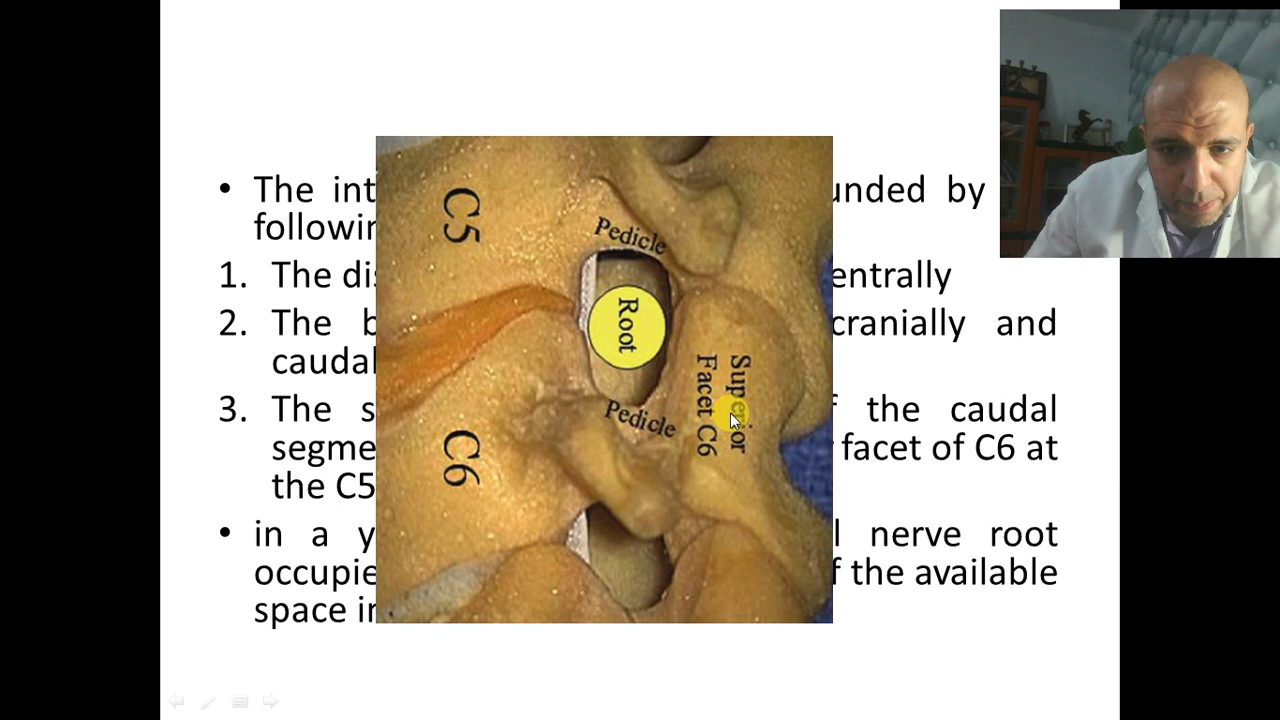 • The int unded by
followin
1. The dis entrally
2. The b cranially and
caudal
3. The s f the caudal
segme facet of C6 at
the C5
• in a y l nerve root
occupie f the available
space in
C5
Pedicle
Root
Superior
Facet C6
Pedicle
C6